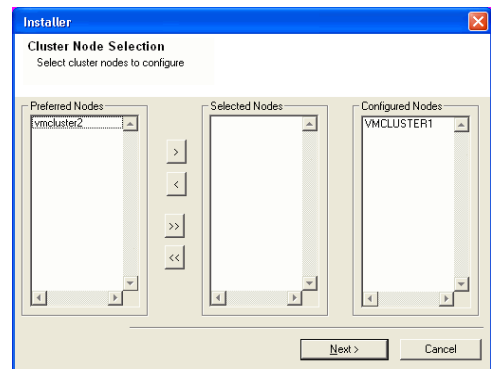 Installer
Cluster Node Selection
Select cluster nodes to configure
Preferred Nodes
Selected Nodes
Configured Nodes
vmcluster2
VMCLUSTER1
>
<
>>
<<
Next >
Cancel